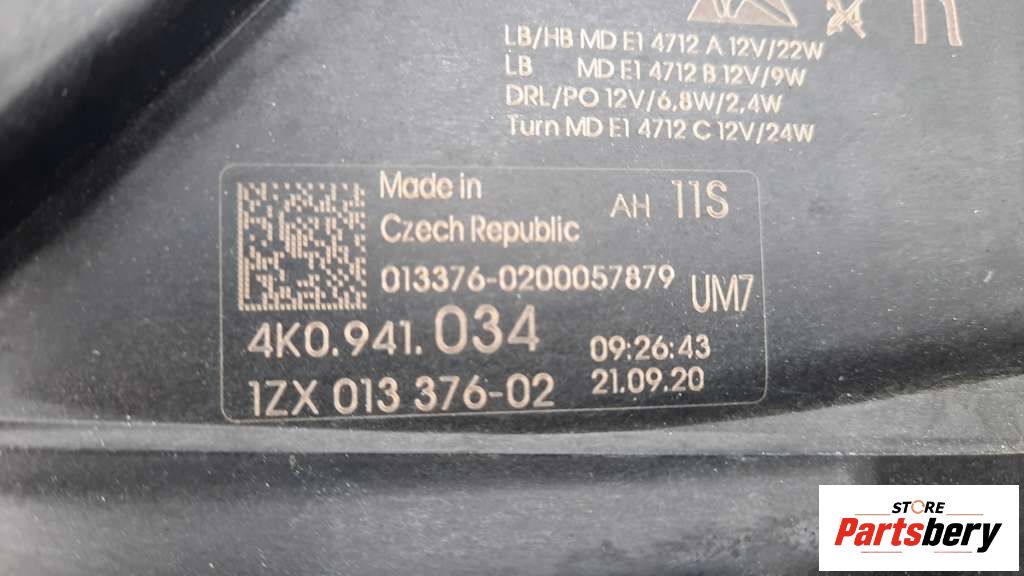 LB/HB MD E1 4712 A 12V/22W
LB MD E1 4712 B 12V/9W
DRL/PO 12V/6,8W/2,4W
Turn MD E1 4712 C 12V/24W
Made in
Czech Republic
AH 11S
013376-0200057879
UM7
4K0.941.034
09:26:43
1ZX 013 376-02
21.09.20
STORE
Partsbery